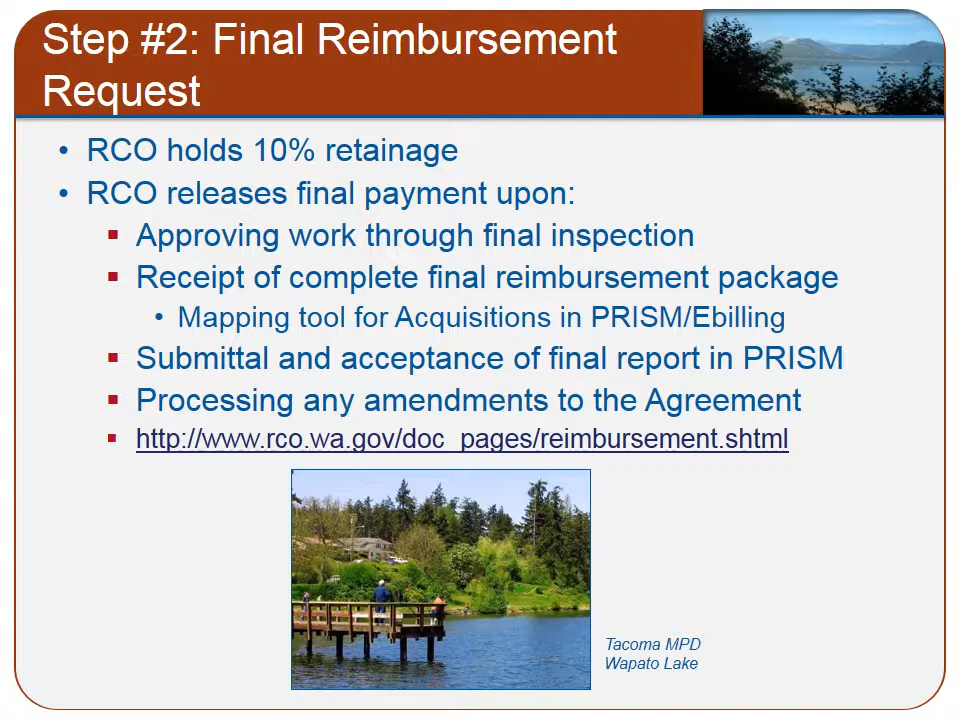 Step #2: Final Reimbursement
Request
• RCO holds 10% retainage
• RCO releases final payment upon:
▪ Approving work through final inspection
▪ Receipt of complete final reimbursement package
• Mapping tool for Acquisitions in PRISM/Ebilling
▪ Submittal and acceptance of final report in PRISM
▪ Processing any amendments to the Agreement
▪ http://www.rco.wa.gov/doc_pages/reimbursement.shtml
Tacoma MPD
Wapato Lake